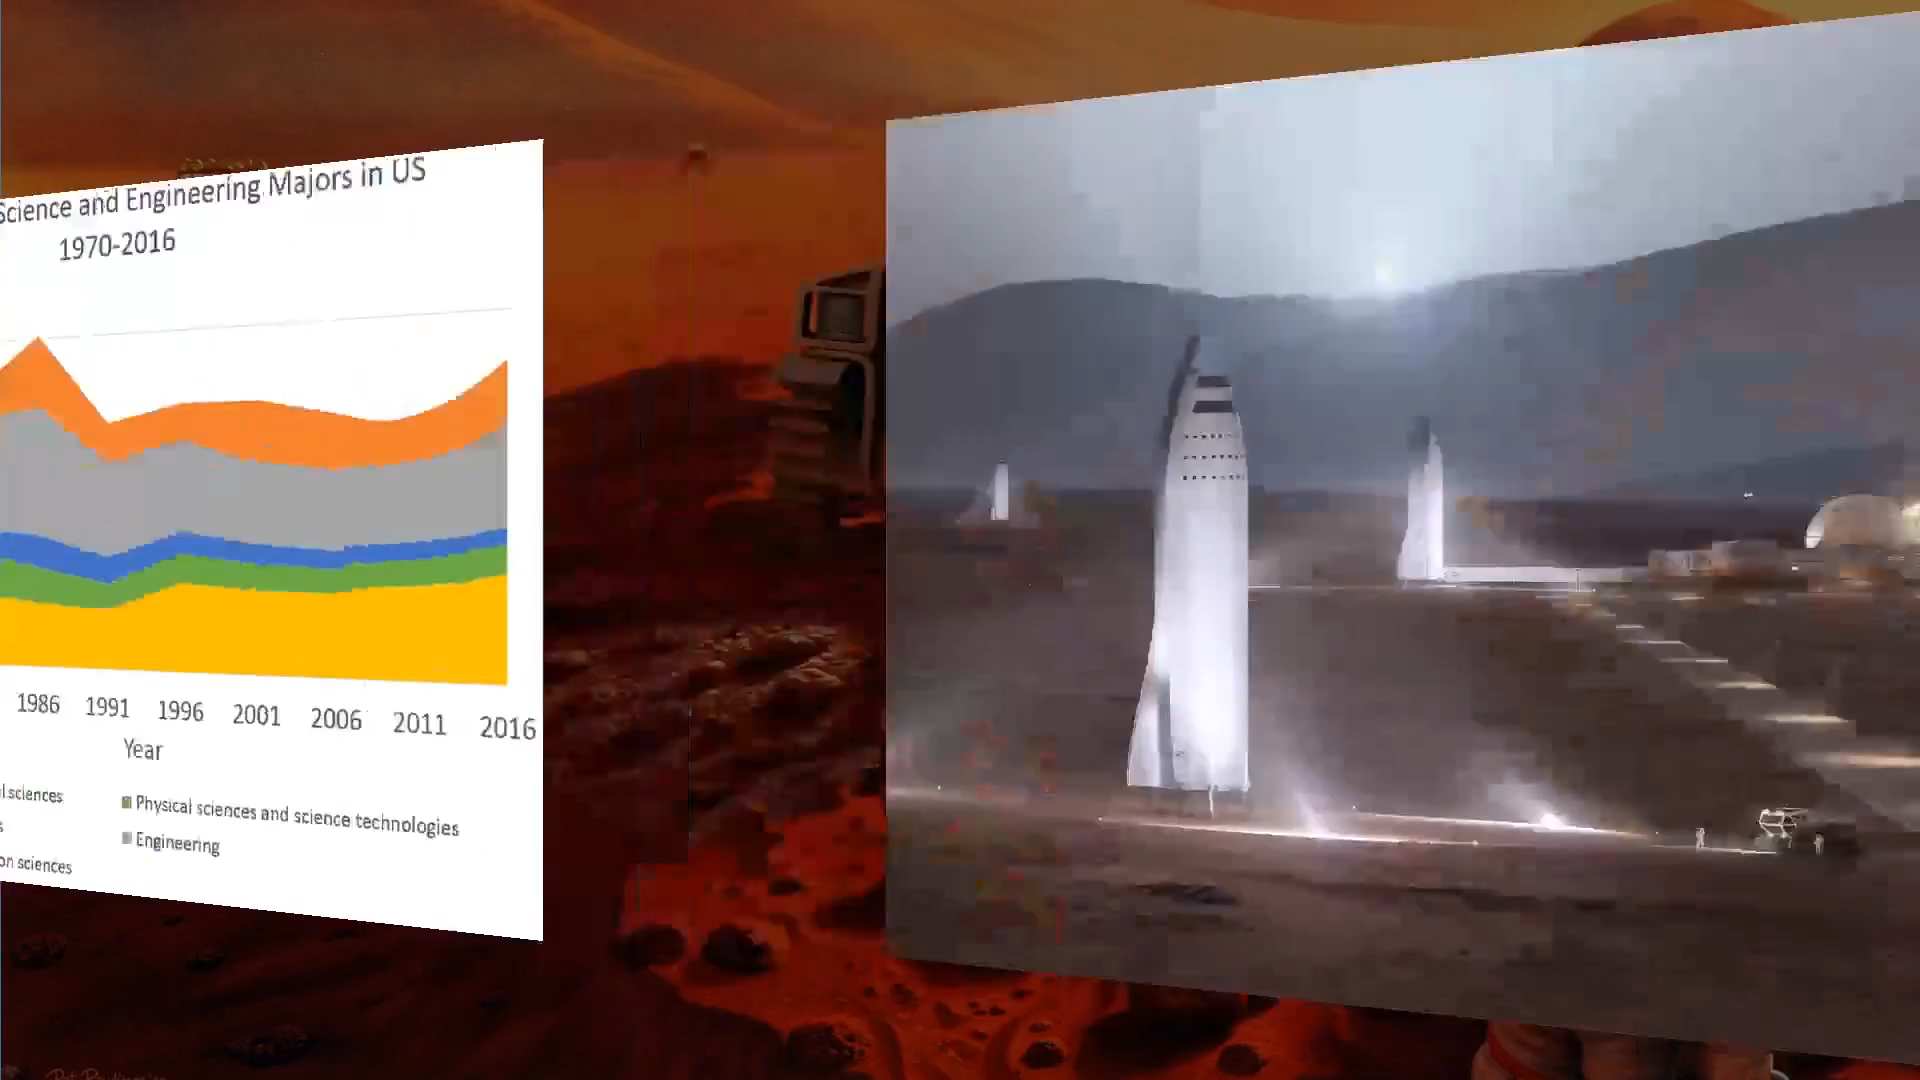 Science and Engineering Majors in US
1970-2016
1986 1991 1996 2001 2006 2011 2016
Year
sciences
Physical sciences and science technologies
Engineering
sciences